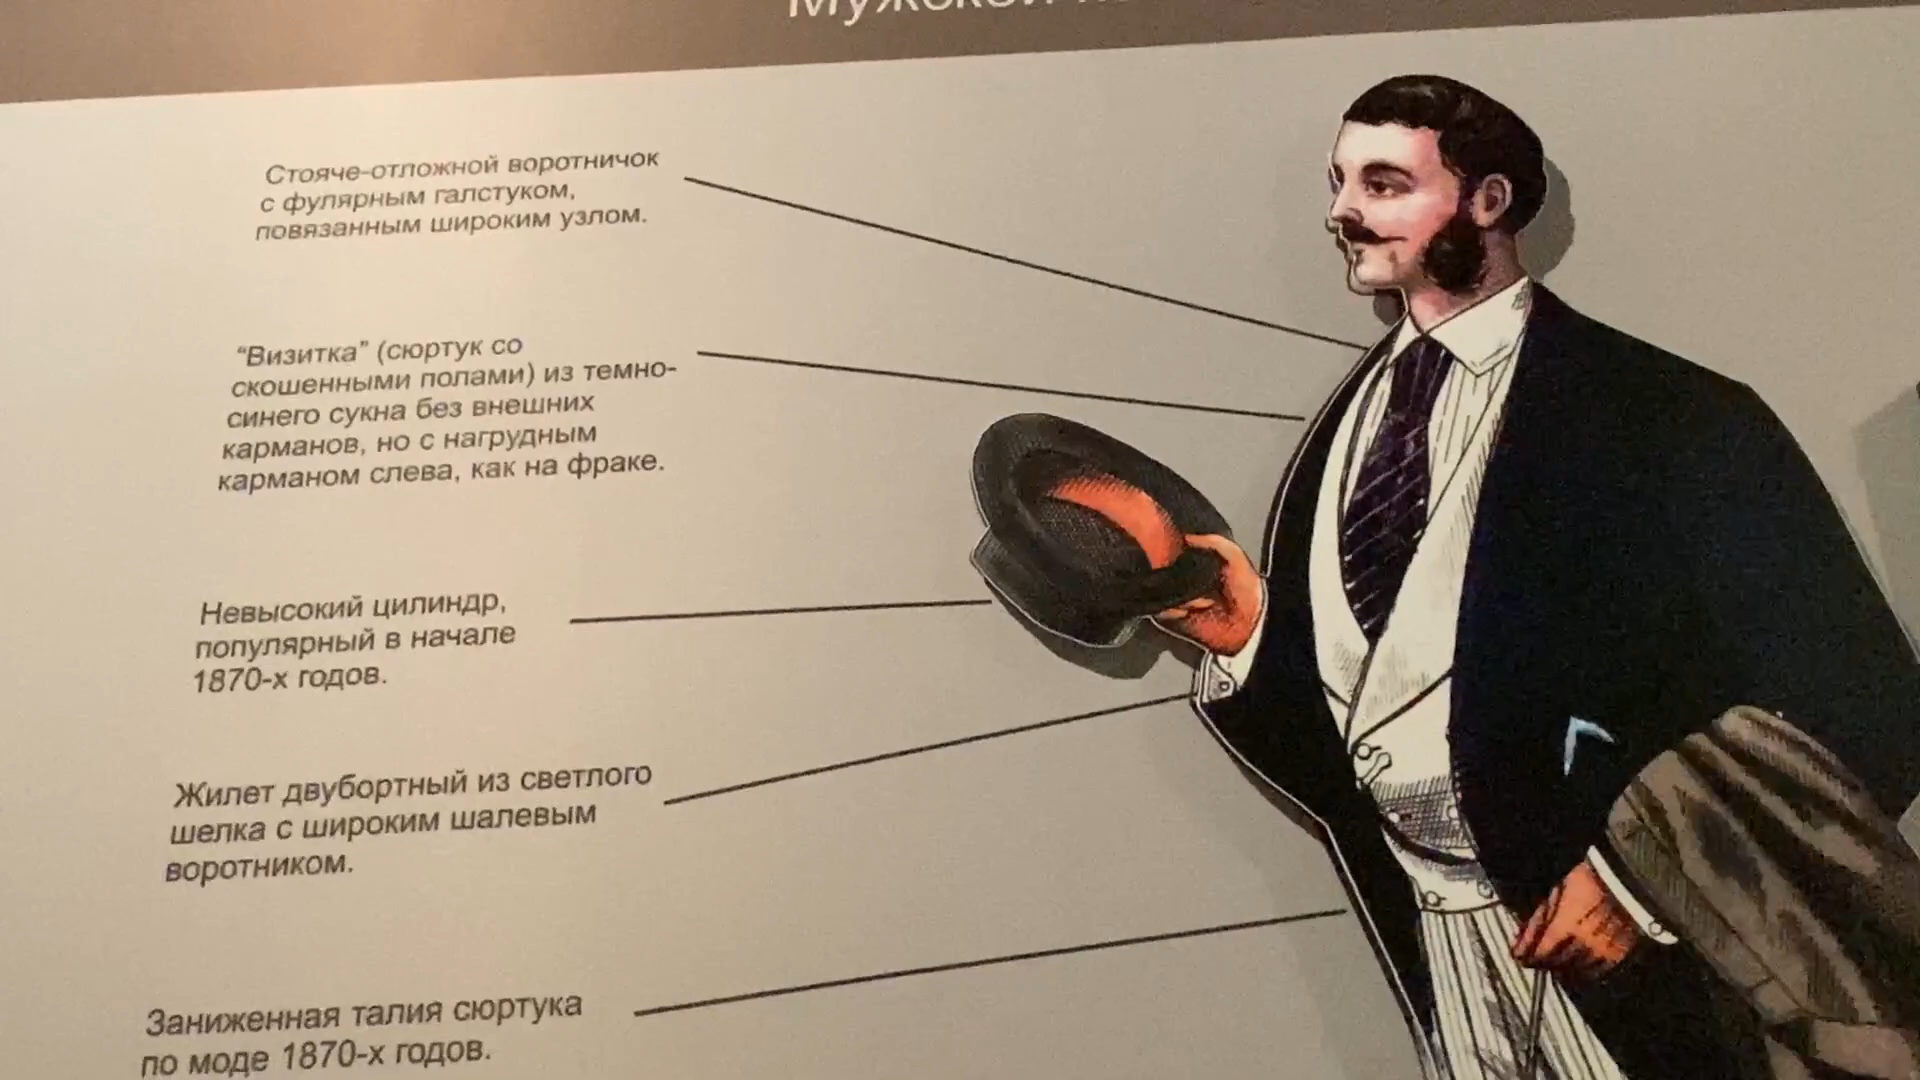 Мужской
Стояче-отложной воротничок
с фулярным галстуком,
повязанным широким узлом.
“Визитка” (сюртук со
скошенными полами) из темно-
синего сукна без внешних
карманов, но с нагрудным
карманом слева, как на фраке.
Невысокий цилиндр,
популярный в начале
1870-х годов.
Жилет двубортный из светлого
шелка с широким шалевым
воротником.
Заниженная талия сюртука
по моде 1870-х годов.